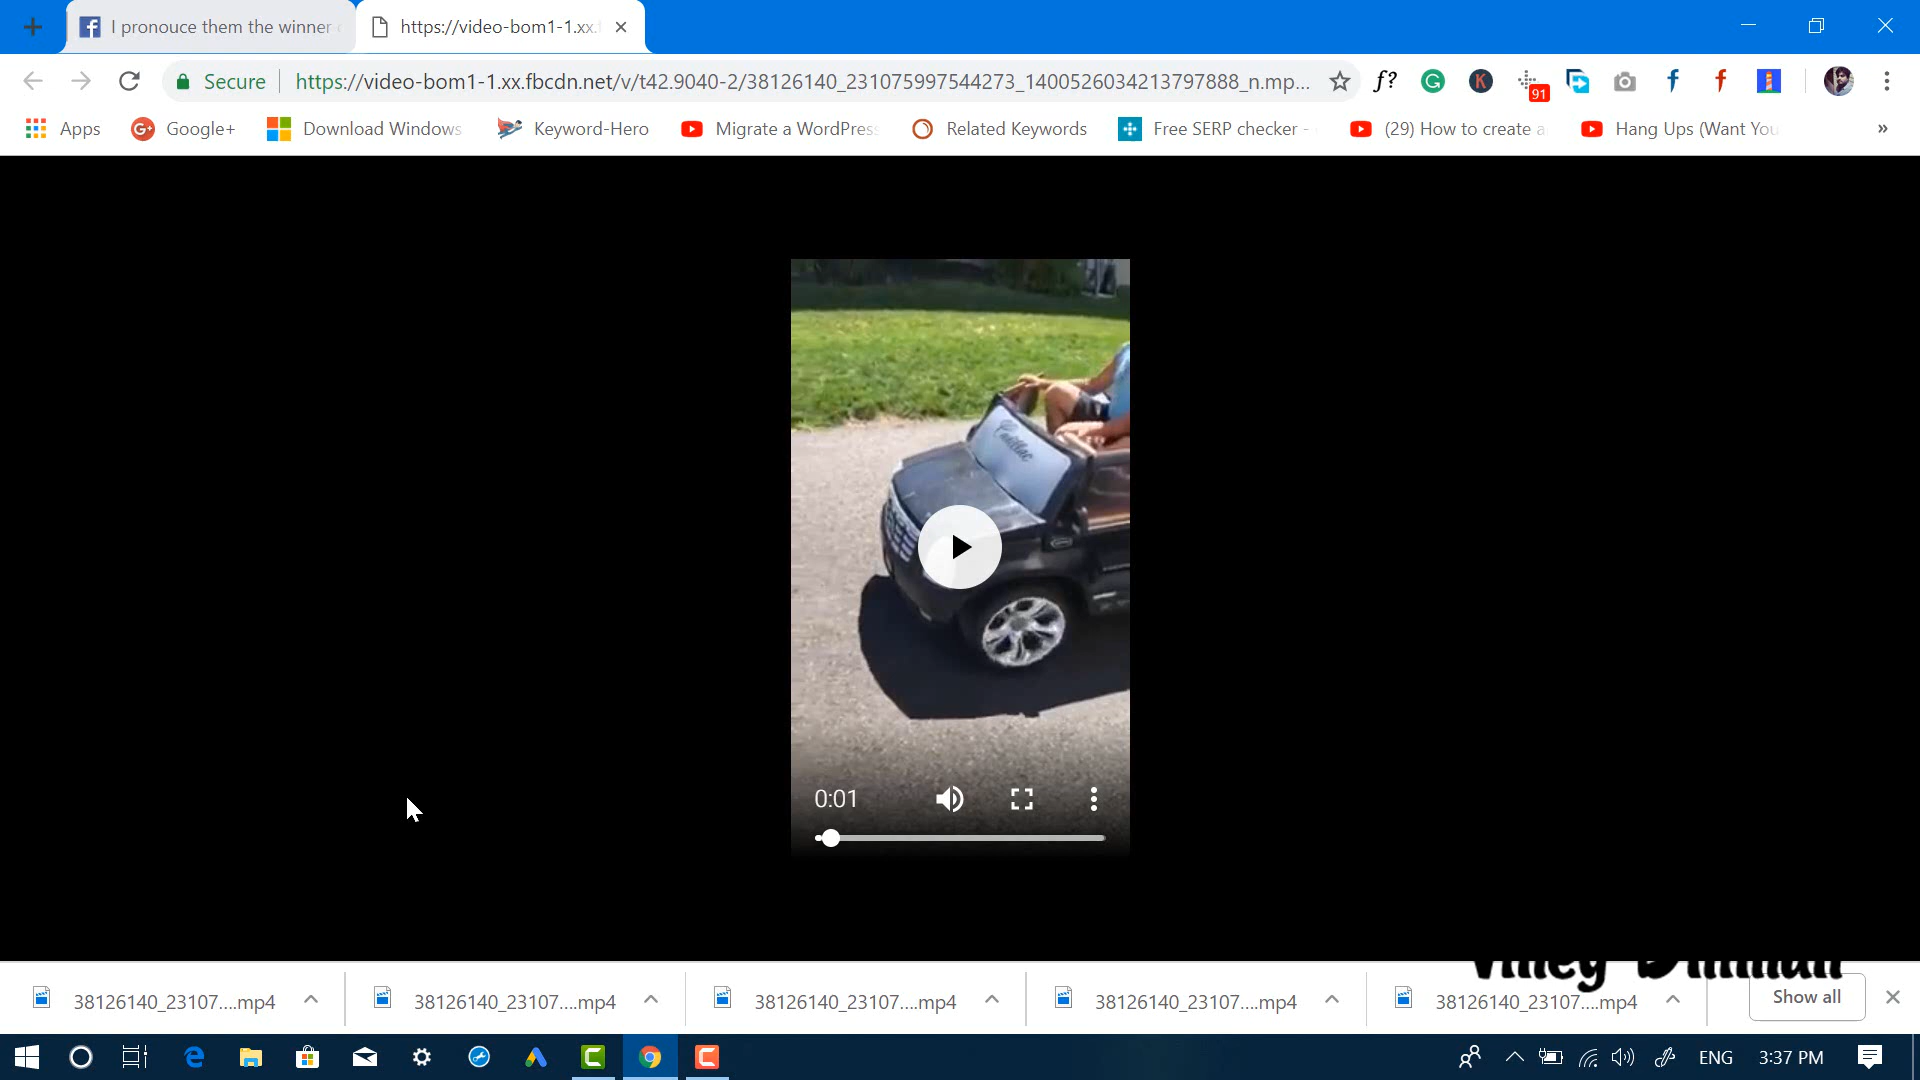 I pronouce them the winner
https://video-bom1-1.xx.
Secure
https://video-bom1-1.xx.fbcdn.net/v/t42.9040-2/38126140_231075997544273_1400526034213797888_n.mp...
f?
91
Apps
Google+
Download Windows
Keyword-Hero
Migrate a WordPress
Related Keywords
Free SERP checker -
(29) How to create a
Hang Ups (Want You
»
Cadillac
0:01
38126140_23107....mp4
38126140_23107....mp4
38126140_23107....mp4
38126140_23107....mp4
38126140_23107....mp4
Show all
ENG
3:37 PM